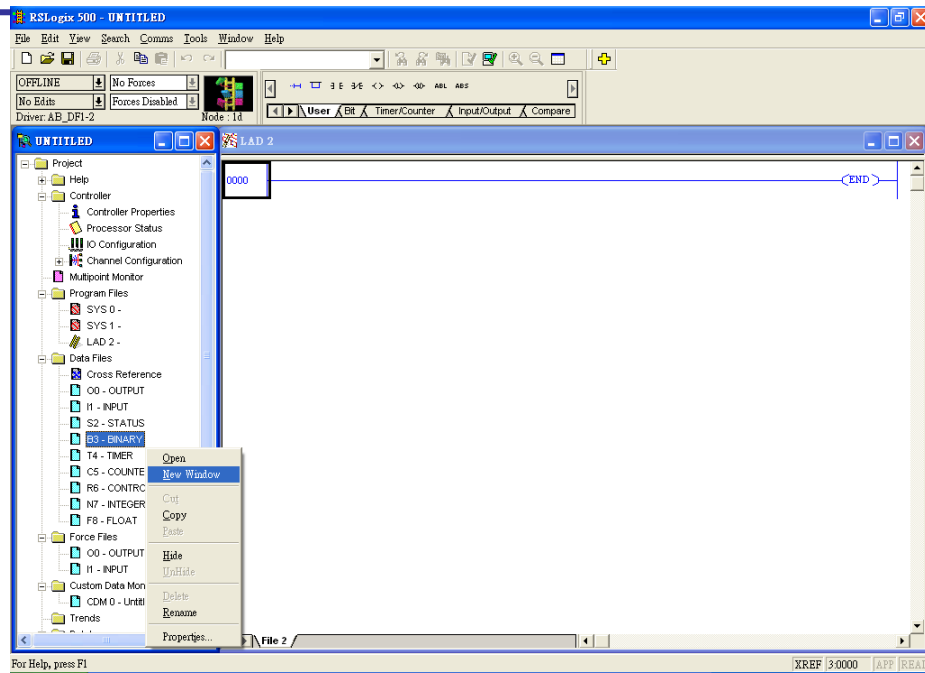 RSLogix 500 - UNTITLED
File Edit View Search Comms Tools Window Help
OFFLINE No Forces
No Edits Forces Disabled
Driver: AB_DF1-2 Node : 1d
ABL ABS
User Bit Timer/Counter Input/Output Compare
UNTITLED
Project
Help
Controller
Controller Properties
Processor Status
IO Configuration
Channel Configuration
Multipoint Monitor
Program Files
SYS 0 -
SYS 1 -
LAD 2 -
Data Files
Cross Reference
O0 - OUTPUT
I1 - INPUT
S2 - STATUS
B3 - BINARY
T4 - TIMER
C5 - COUNTE
R6 - CONTRC
N7 - INTEGER
F8 - FLOAT
Force Files
O0 - OUTPUT
I1 - INPUT
Custom Data Mon
CDM 0 - Untitl
Trends
Open
New Window
Cut
Copy
Paste
Hide
UnHide
Delete
Rename
Properties...
LAD 2
0000
END
File 2
For Help, press F1
XREF 3:0000 APP READ